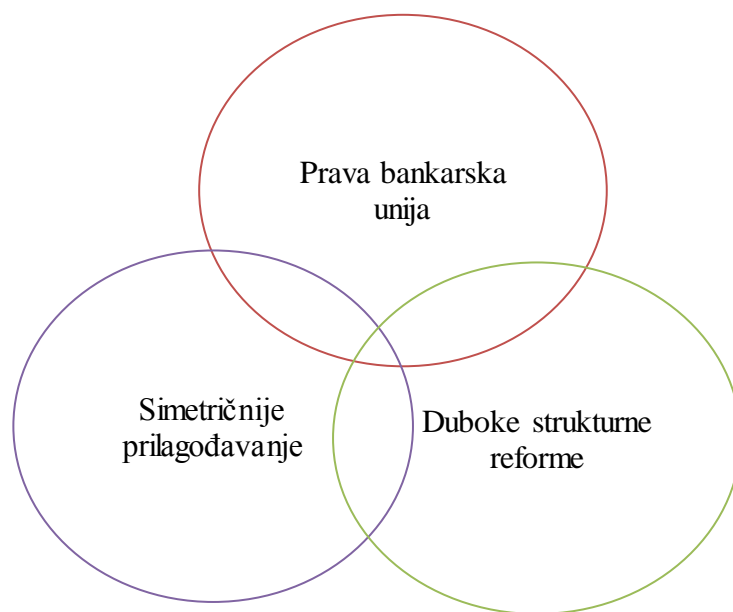 Prava bankarska
unija
Simetričnije
prilagođavanje
Duboke strukturne
reforme